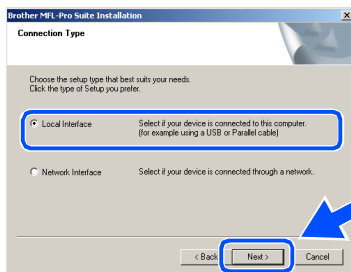 Brother MFL-Pro Suite Installation
Connection Type
Choose the setup type that best suits your needs.
Click the type of Setup you prefer.
Local Interface
Select if your device is connected to this computer.
(for example using a USB or Parallel cable)
Network Interface
Select if your device is connected through a network.
< Back
Next >
Cancel